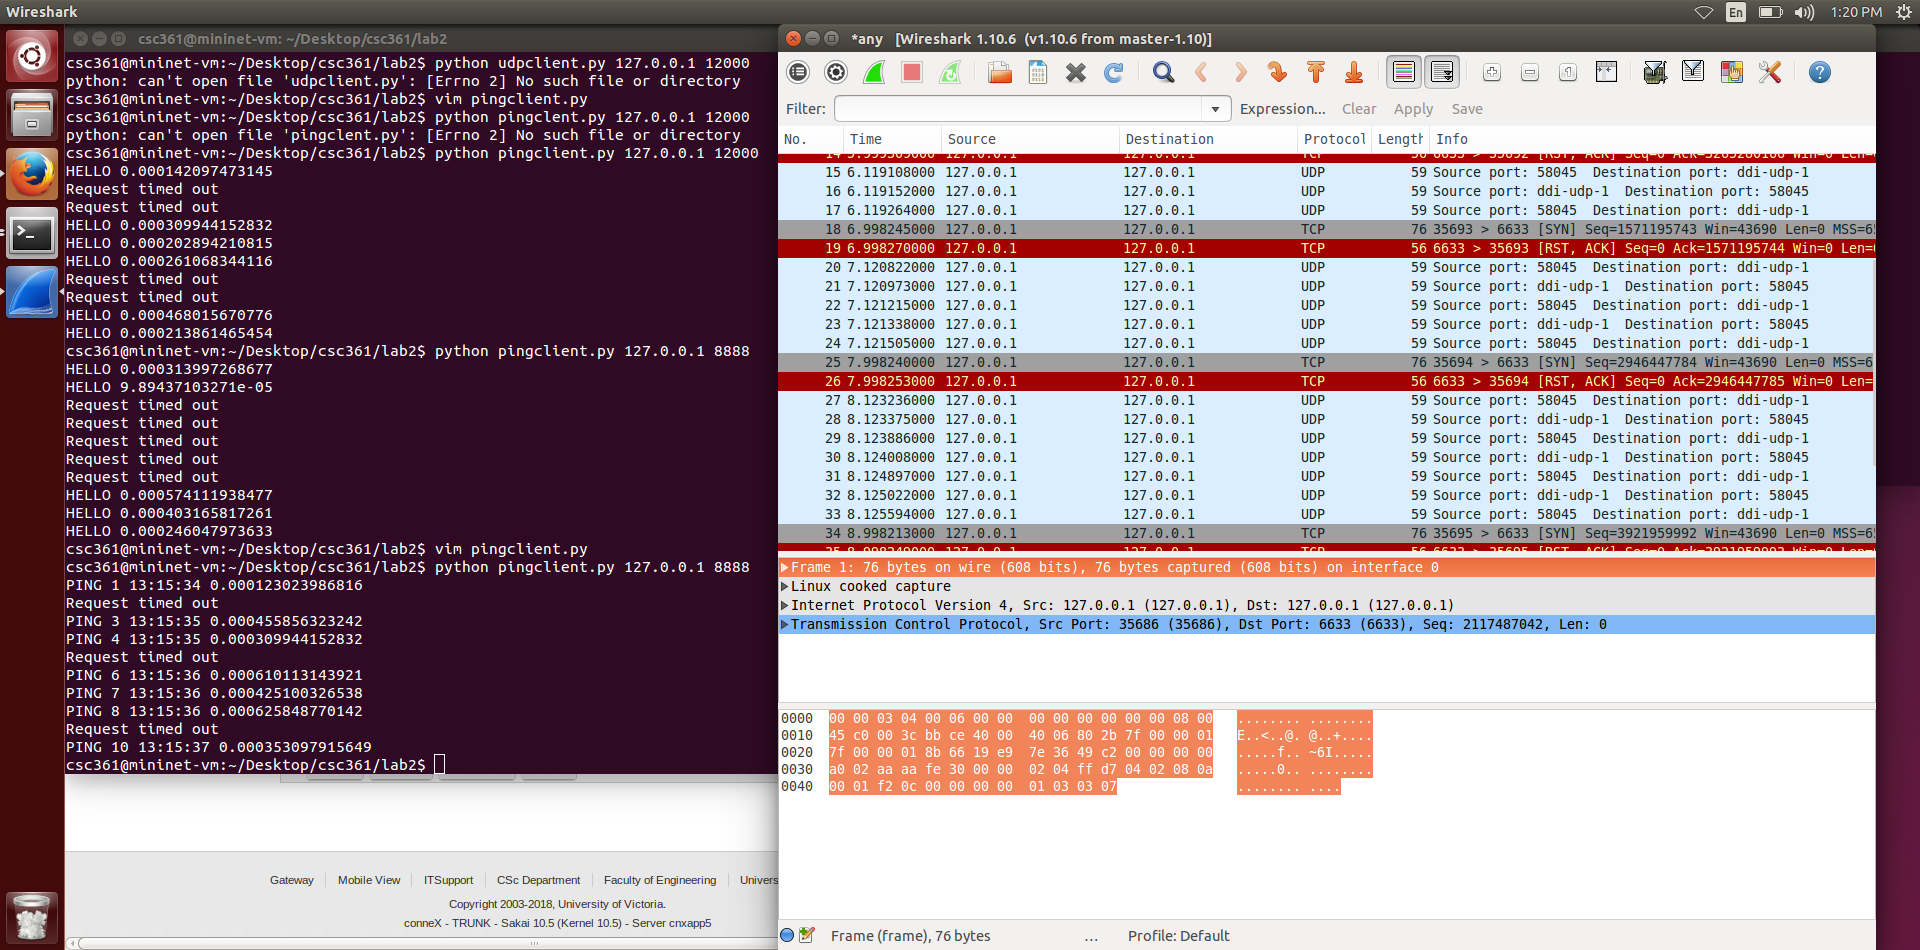 Wireshark
En
1:20 PM
csc361@mininet-vm: ~/Desktop/csc361/lab2
csc361@mininet-vm:~/Desktop/csc361/lab2$ python udpclient.py 127.0.0.1 12000
python: can't open file 'udpclient.py': [Errno 2] No such file or directory
csc361@mininet-vm:~/Desktop/csc361/lab2$ vim pingclient.py
csc361@mininet-vm:~/Desktop/csc361/lab2$ python pingclent.py 127.0.0.1 12000
python: can't open file 'pingclent.py': [Errno 2] No such file or directory
csc361@mininet-vm:~/Desktop/csc361/lab2$ python pingclient.py 127.0.0.1 12000
HELLO 0.000142097473145
Request timed out
Request timed out
HELLO 0.000309944152832
HELLO 0.000202894210815
HELLO 0.000261068344116
Request timed out
Request timed out
HELLO 0.000468015670776
HELLO 0.000213861465454
csc361@mininet-vm:~/Desktop/csc361/lab2$ python pingclient.py 127.0.0.1 8888
HELLO 0.000313997268677
HELLO 9.89437103271e-05
Request timed out
Request timed out
Request timed out
Request timed out
Request timed out
HELLO 0.000574111938477
HELLO 0.000403165817261
HELLO 0.000246047973633
csc361@mininet-vm:~/Desktop/csc361/lab2$ vim pingclient.py
csc361@mininet-vm:~/Desktop/csc361/lab2$ python pingclient.py 127.0.0.1 8888
PING 1 13:15:34 0.000123023986816
Request timed out
PING 3 13:15:35 0.000455856323242
PING 4 13:15:35 0.000309944152832
Request timed out
PING 6 13:15:36 0.000610113143921
PING 7 13:15:36 0.000425100326538
PING 8 13:15:36 0.000625848770142
Request timed out
PING 10 13:15:37 0.000353097915649
csc361@mininet-vm:~/Desktop/csc361/lab2$
Gateway Mobile View ITSupport CSc Department Faculty of Engineering Univers
Copyright 2003-2018, University of Victoria.
conneX - TRUNK - Sakai 10.5 (Kernel 10.5) - Server cnxapp5
*any [Wireshark 1.10.6 (v1.10.6 from master-1.10)]
Filter: Expression... Clear Apply Save
No. Time Source Destination Protocol Length Info
15 6.119108000 127.0.0.1 127.0.0.1 UDP 59 Source port: 58045 Destination port: ddi-udp-1
16 6.119152000 127.0.0.1 127.0.0.1 UDP 59 Source port: ddi-udp-1 Destination port: 58045
17 6.119264000 127.0.0.1 127.0.0.1 UDP 59 Source port: 58045 Destination port: ddi-udp-1
18 6.998245000 127.0.0.1 127.0.0.1 TCP 76 35693 > 6633 [SYN] Seq=1571195743 Win=43690 Len=0 MSS=65
19 6.998270000 127.0.0.1 127.0.0.1 TCP 56 6633 > 35693 [RST, ACK] Seq=0 Ack=1571195744 Win=0 Len=
20 7.120822000 127.0.0.1 127.0.0.1 UDP 59 Source port: 58045 Destination port: ddi-udp-1
21 7.120973000 127.0.0.1 127.0.0.1 UDP 59 Source port: ddi-udp-1 Destination port: 58045
22 7.121215000 127.0.0.1 127.0.0.1 UDP 59 Source port: 58045 Destination port: ddi-udp-1
23 7.121338000 127.0.0.1 127.0.0.1 UDP 59 Source port: ddi-udp-1 Destination port: 58045
24 7.121505000 127.0.0.1 127.0.0.1 UDP 59 Source port: 58045 Destination port: ddi-udp-1
25 7.998240000 127.0.0.1 127.0.0.1 TCP 76 35694 > 6633 [SYN] Seq=2946447784 Win=43690 Len=0 MSS=6
26 7.998253000 127.0.0.1 127.0.0.1 TCP 56 6633 > 35694 [RST, ACK] Seq=0 Ack=2946447785 Win=0 Len=
27 8.123236000 127.0.0.1 127.0.0.1 UDP 59 Source port: 58045 Destination port: ddi-udp-1
28 8.123375000 127.0.0.1 127.0.0.1 UDP 59 Source port: ddi-udp-1 Destination port: 58045
29 8.123886000 127.0.0.1 127.0.0.1 UDP 59 Source port: 58045 Destination port: ddi-udp-1
30 8.124008000 127.0.0.1 127.0.0.1 UDP 59 Source port: ddi-udp-1 Destination port: 58045
31 8.124897000 127.0.0.1 127.0.0.1 UDP 59 Source port: 58045 Destination port: ddi-udp-1
32 8.125022000 127.0.0.1 127.0.0.1 UDP 59 Source port: ddi-udp-1 Destination port: 58045
33 8.125594000 127.0.0.1 127.0.0.1 UDP 59 Source port: 58045 Destination port: ddi-udp-1
34 8.998213000 127.0.0.1 127.0.0.1 TCP 76 35695 > 6633 [SYN] Seq=3921959992 Win=43690 Len=0 MSS=65
Frame 1: 76 bytes on wire (608 bits), 76 bytes captured (608 bits) on interface 0
Linux cooked capture
Internet Protocol Version 4, Src: 127.0.0.1 (127.0.0.1), Dst: 127.0.0.1 (127.0.0.1)
Transmission Control Protocol, Src Port: 35686 (35686), Dst Port: 6633 (6633), Seq: 2117487042, Len: 0
0000 00 00 03 04 00 06 00 00 00 00 00 00 00 00 08 00 ........ ........
0010 45 c0 00 3c bb ce 40 00 40 06 80 2b 7f 00 00 01 E..<..@. @..+....
0020 7f 00 00 01 8b 66 19 e9 7e 36 49 c2 00 00 00 00 .....f.. ~6I.....
0030 a0 02 aa aa fe 30 00 00 02 04 ff d7 04 02 08 0a .....0.. ........
0040 00 01 f2 0c 00 00 00 00 01 03 03 07 ........ ....
Frame (frame), 76 bytes ... Profile: Default